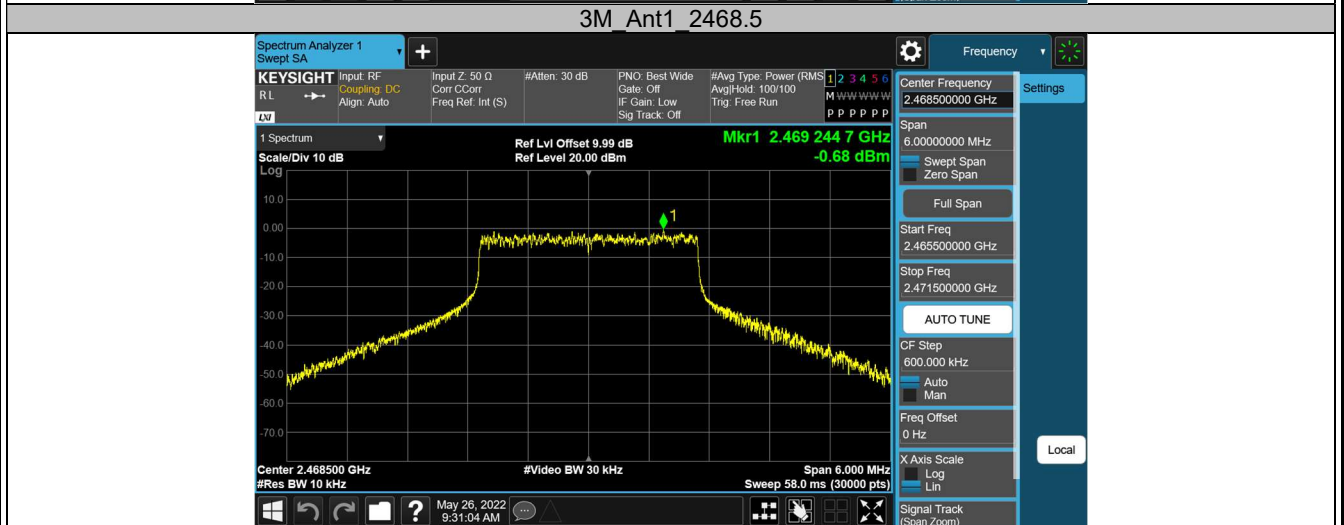 3M_Ant1_2468.5
Spectrum Analyzer 1
Swept SA
+
Frequency
KEYSIGHT
RL
LXI
Input: RF
Coupling: DC
Align: Auto
Input Z: 50 Ω
Corr CCorr
Freq Ref: Int (S)
#Atten: 30 dB
PNO: Best Wide
Gate: Off
IF Gain: Low
Sig Track: Off
#Avg Type: Power (RMS
Avg|Hold: 100/100
Trig: Free Run
1 2 3 4 5 6
M W W W W W
P P P P P P
1 Spectrum
Scale/Div 10 dB
Log
Ref Lvl Offset 9.99 dB
Ref Level 20.00 dBm
Mkr1 2.469 244 7 GHz
-0.68 dBm
10.0
0.00
-10.0
-20.0
-30.0
-40.0
-50.0
-60.0
-70.0
1
Center 2.468500 GHz
#Res BW 10 kHz
#Video BW 30 kHz
Span 6.000 MHz
Sweep 58.0 ms (30000 pts)
Center Frequency
2.468500000 GHz
Span
6.00000000 MHz
Swept Span
Zero Span
Full Span
Start Freq
2.465500000 GHz
Stop Freq
2.471500000 GHz
AUTO TUNE
CF Step
600.000 kHz
Auto
Man
Freq Offset
0 Hz
X Axis Scale
Log
Lin
Signal Track
(Span Zoom)
Settings
Local
?
May 26, 2022
9:31:04 AM